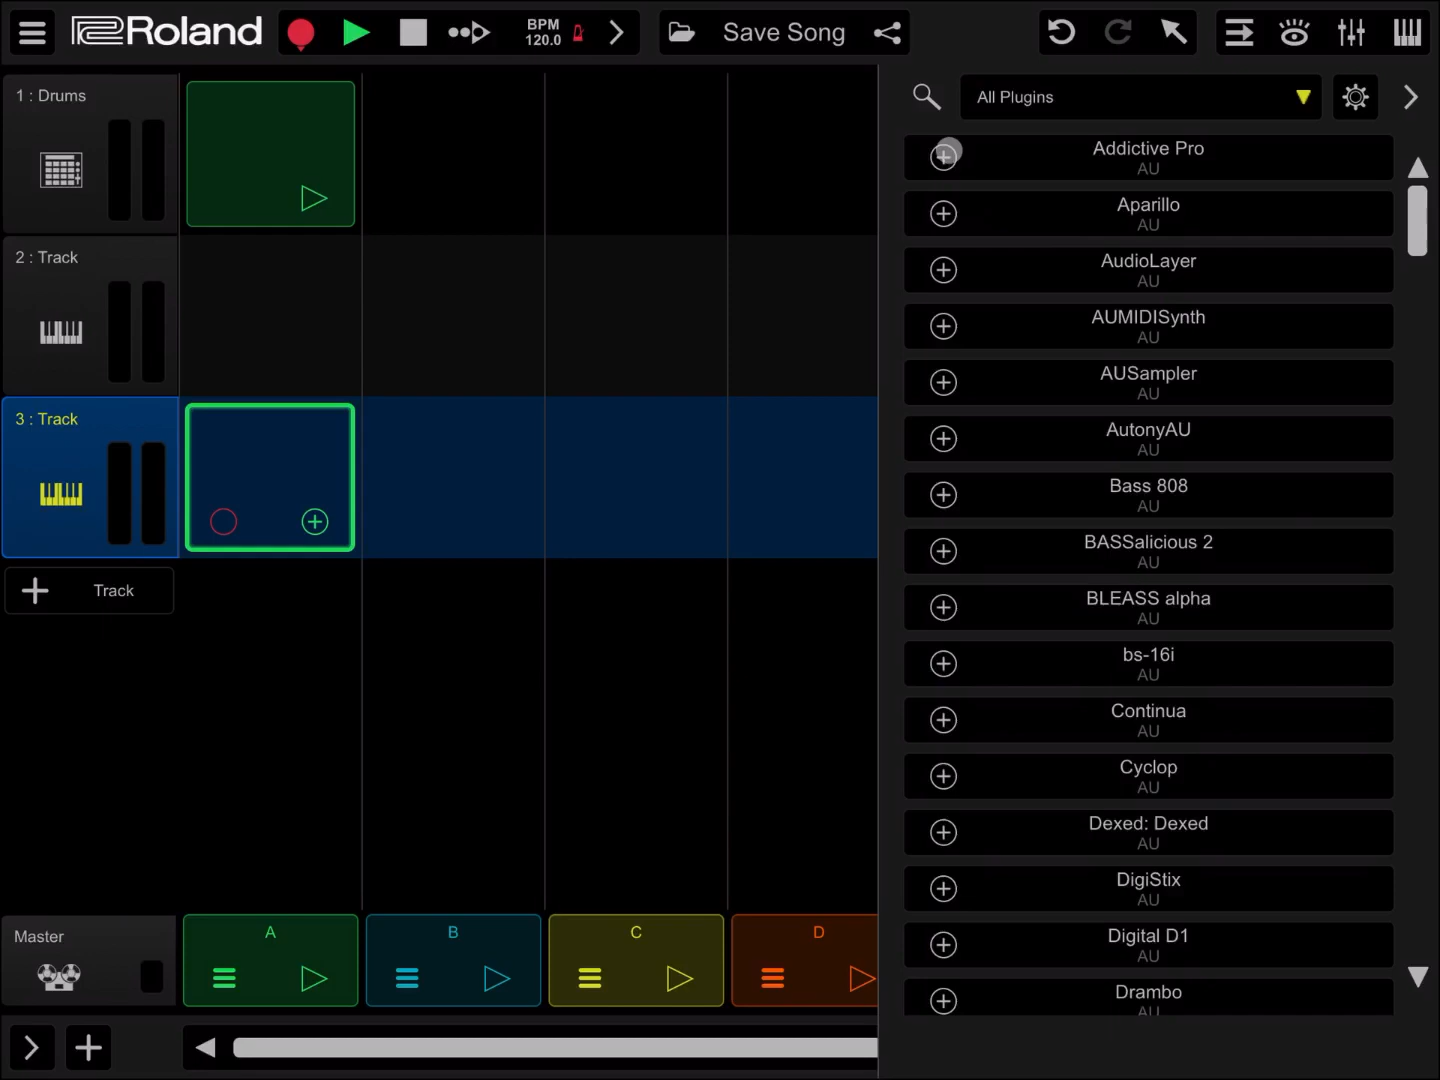 Roland
BPM
120.0
Save Song
1 : Drums
2 : Track
3 : Track
Track
All Plugins
Addictive Pro
AU
Aparillo
AU
AudioLayer
AU
AUMIDISynth
AU
AUSampler
AU
AutonyAU
AU
Bass 808
AU
BASSalicious 2
AU
BLEASS alpha
AU
bs-16i
AU
Continua
AU
Cyclop
AU
Dexed: Dexed
AU
DigiStix
AU
Digital D1
AU
Drambo
AU
Master
A
B
C
D